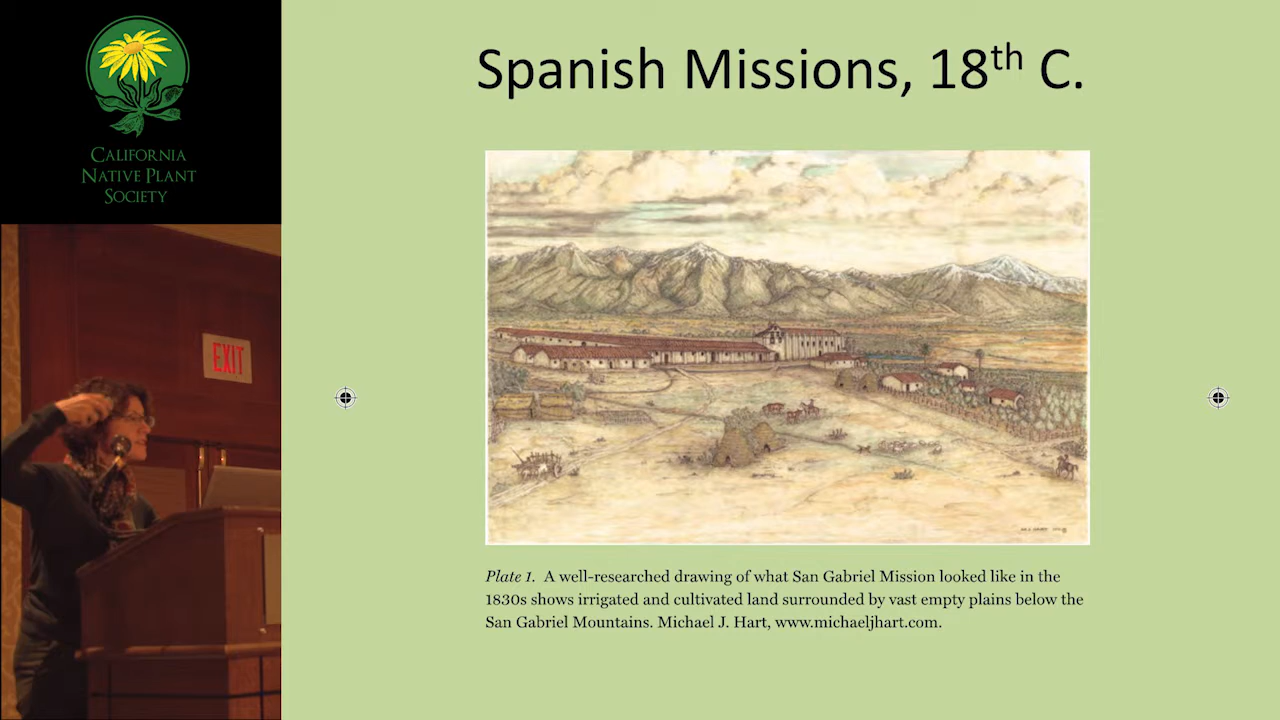 CALIFORNIA
NATIVE PLANT
SOCIETY
EXIT
Spanish Missions, 18th C.
Plate 1. A well-researched drawing of what San Gabriel Mission looked like in the
1830s shows irrigated and cultivated land surrounded by vast empty plains below the
San Gabriel Mountains. Michael J. Hart, www.michaeljhart.com.